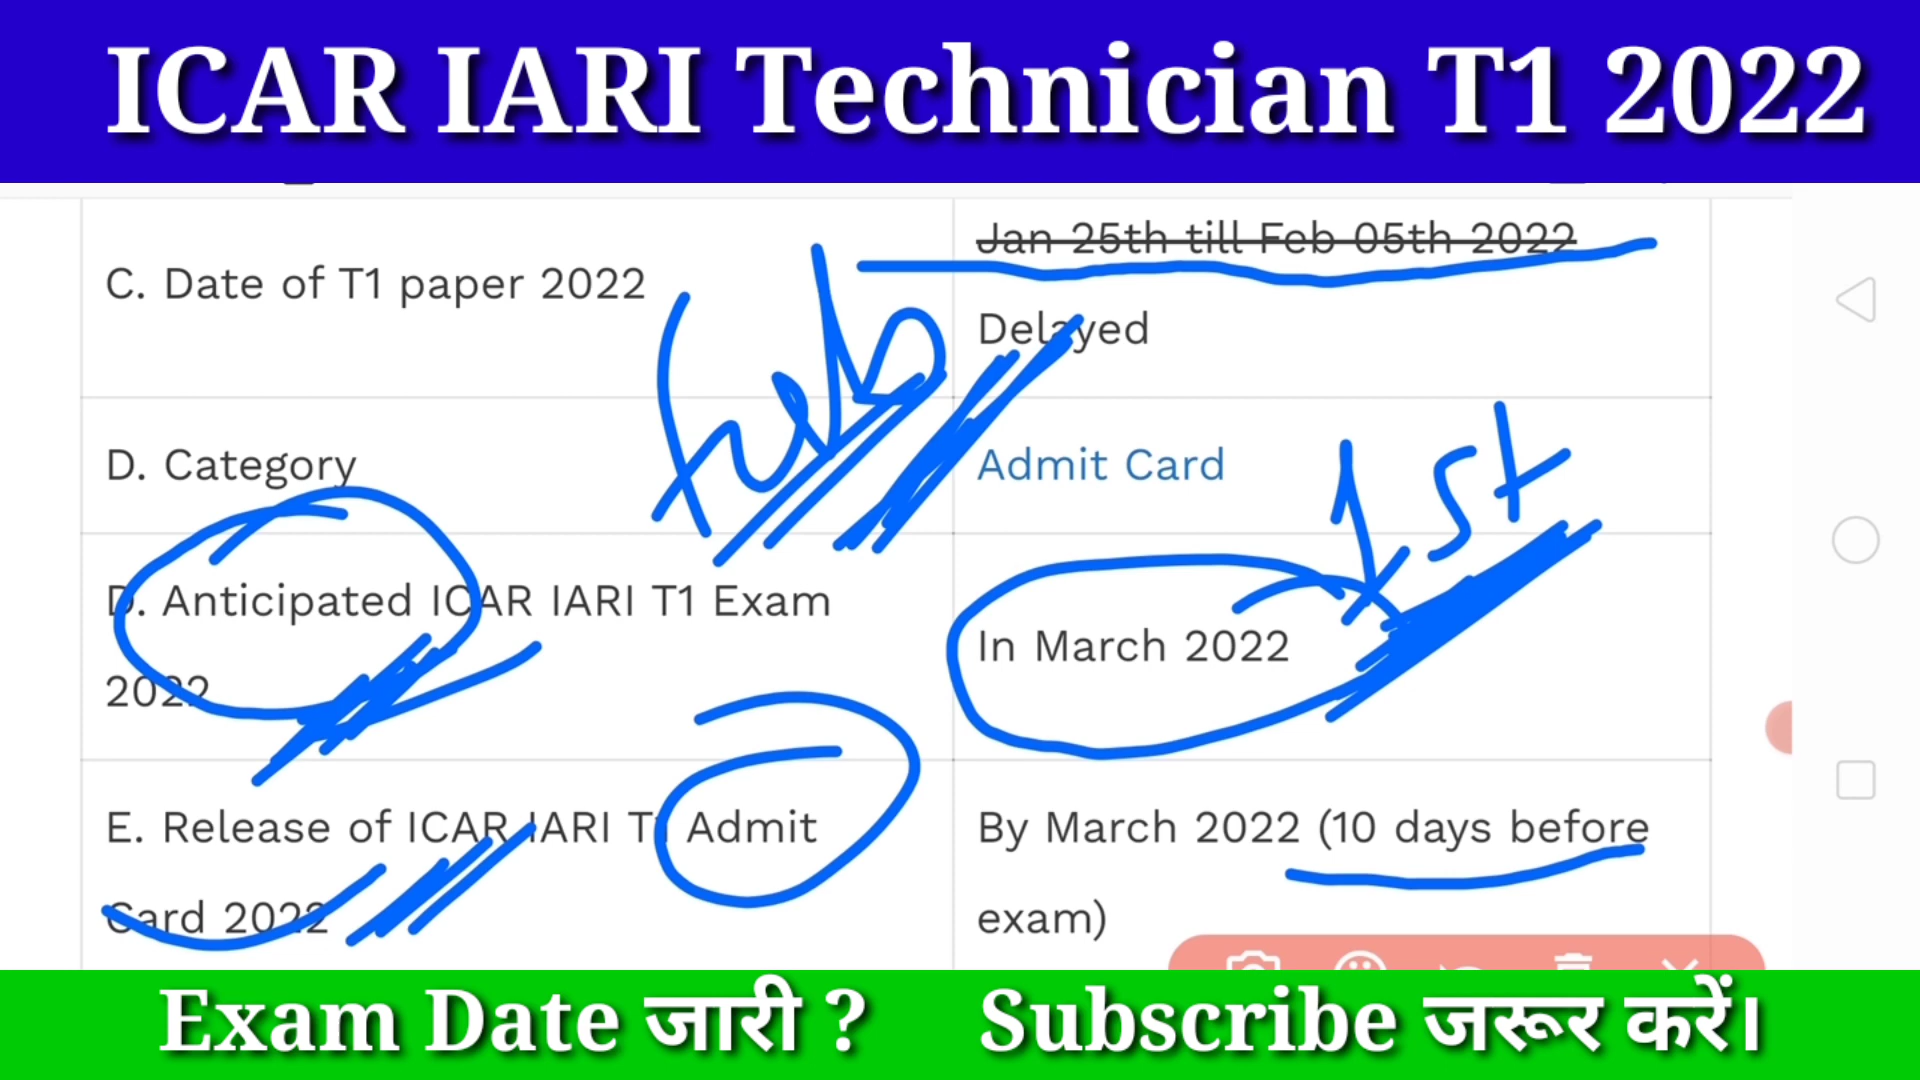 ICAR IARI Technician T1 2022
Jan 25th till Feb 05th 2022
C. Date of T1 paper 2022
Delayed
Feb
D. Category
Admit Card
1st
D. Anticipated ICAR IARI T1 Exam
2022
In March 2022
E. Release of ICAR IARI T1 Admit
Card 2022
By March 2022 (10 days before
exam)
Exam Date जारी ? Subscribe जरूर करें।